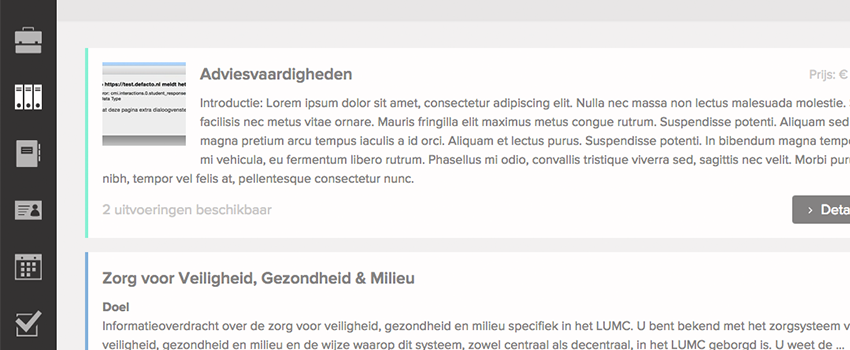 Adviesvaardigheden
Prijs: €
https://test.defacto.nl meldt het
or: cmi.interactions.0.student_respons
Data Type
at deze pagina extra dialoogvenste
Introductie: Lorem ipsum dolor sit amet, consectetur adipiscing elit. Nulla nec massa non lectus malesuada molestie.
facilisis nec metus vitae ornare. Mauris fringilla elit maximus metus congue rutrum. Suspendisse potenti. Aliquam sed
magna pretium arcu tempus iaculis a id orci. Aliquam et lectus purus. Suspendisse potenti. In bibendum magna tempo
mi vehicula, eu fermentum libero rutrum. Phasellus mi odio, convallis tristique viverra sed, sagittis nec velit. Morbi puru
nibh, tempor vel felis at, pellentesque consectetur nunc.
2 uitvoeringen beschikbaar
› Deta
Zorg voor Veiligheid, Gezondheid & Milieu
Doel
Informatieoverdracht over de zorg voor veiligheid, gezondheid en milieu specifiek in het LUMC. U bent bekend met het zorgsysteem v
veiligheid, gezondheid en milieu en de wijze waarop dit systeem, zowel centraal als decentraal, in het LUMC geborgd is. U weet de ...